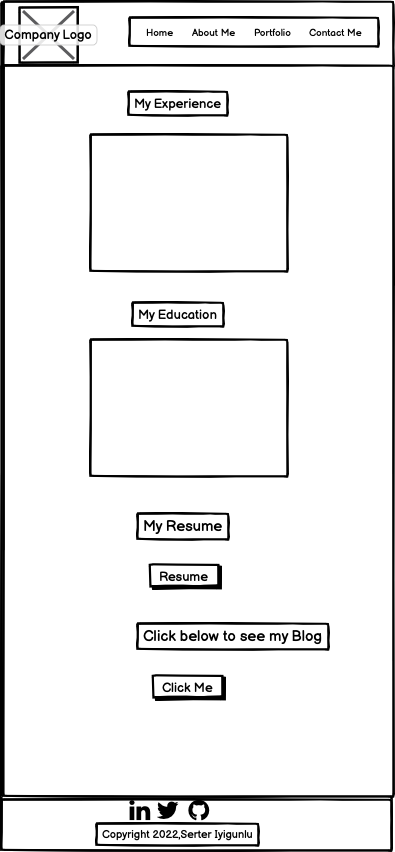 Company Logo
Home About Me Portfolio Contact Me
My Experience
My Education
My Resume
Resume
Click below to see my Blog
Click Me
in
Copyright 2022,Serter Iyigunlu